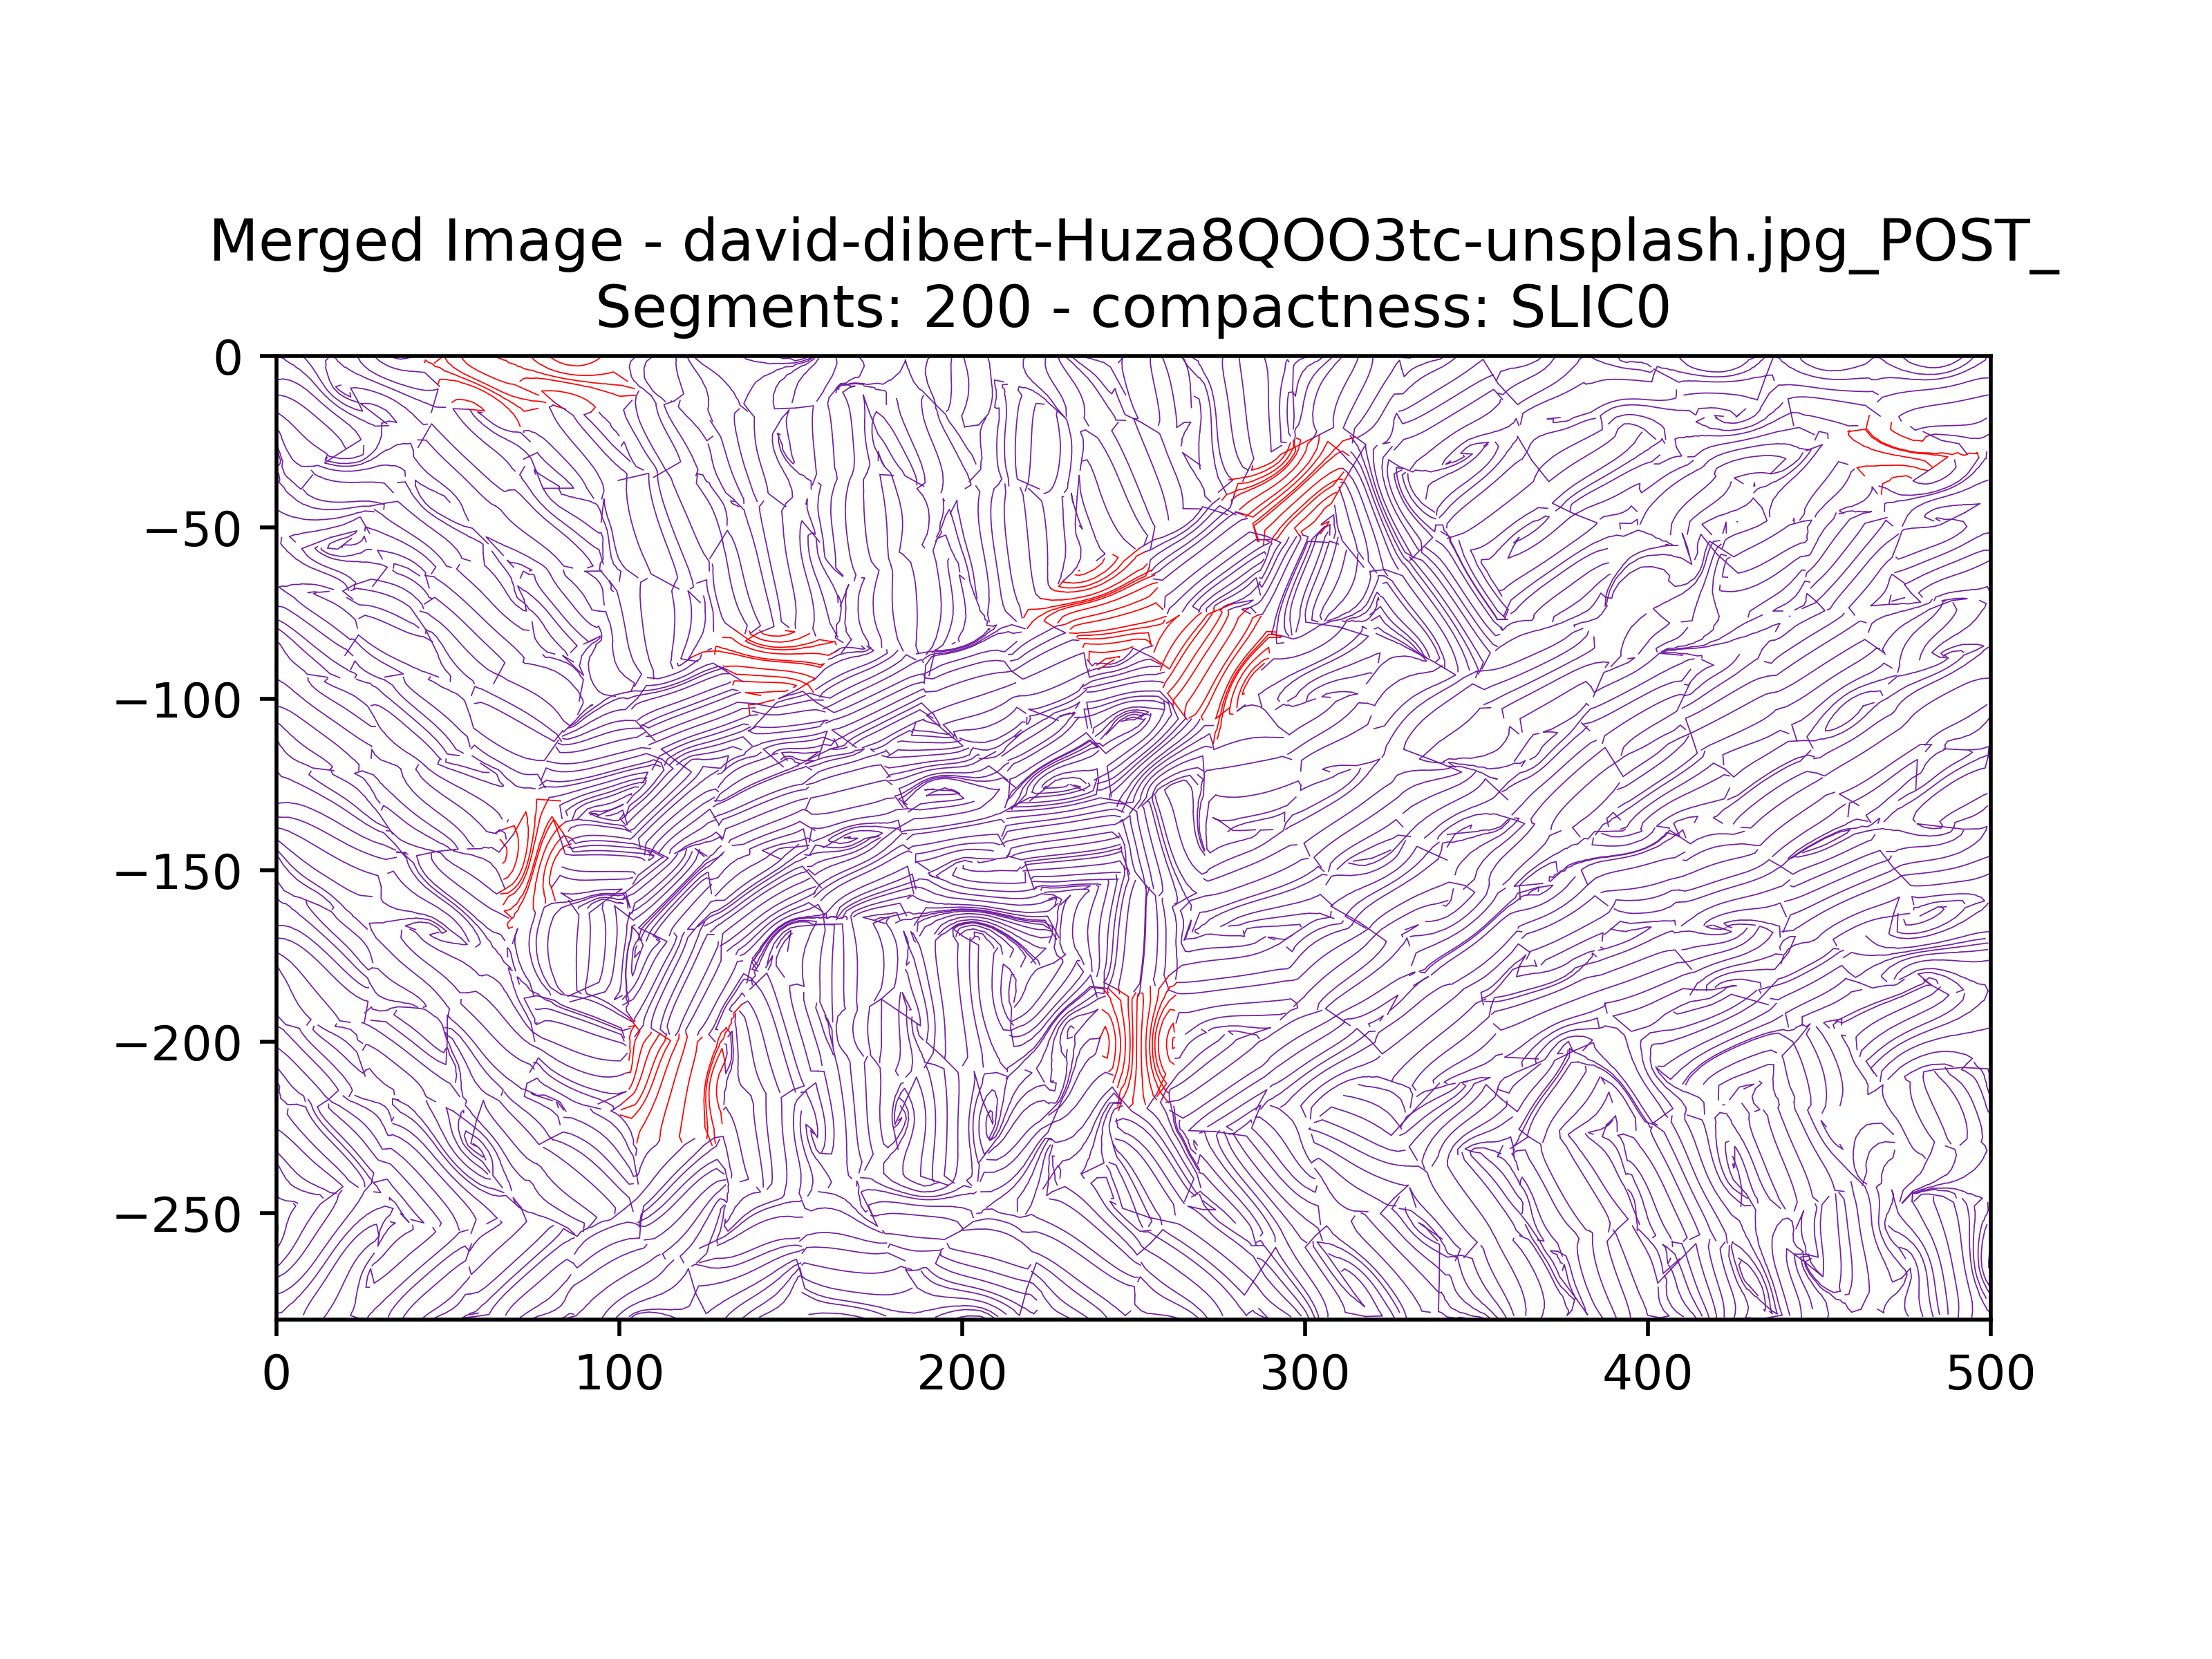 Merged Image - david-dibert-Huza8QOO3tc-unsplash.jpg_POST_
Segments: 200 - compactness: SLIC0
0
−50
−100
−150
−200
−250
0 100 200 300 400 500